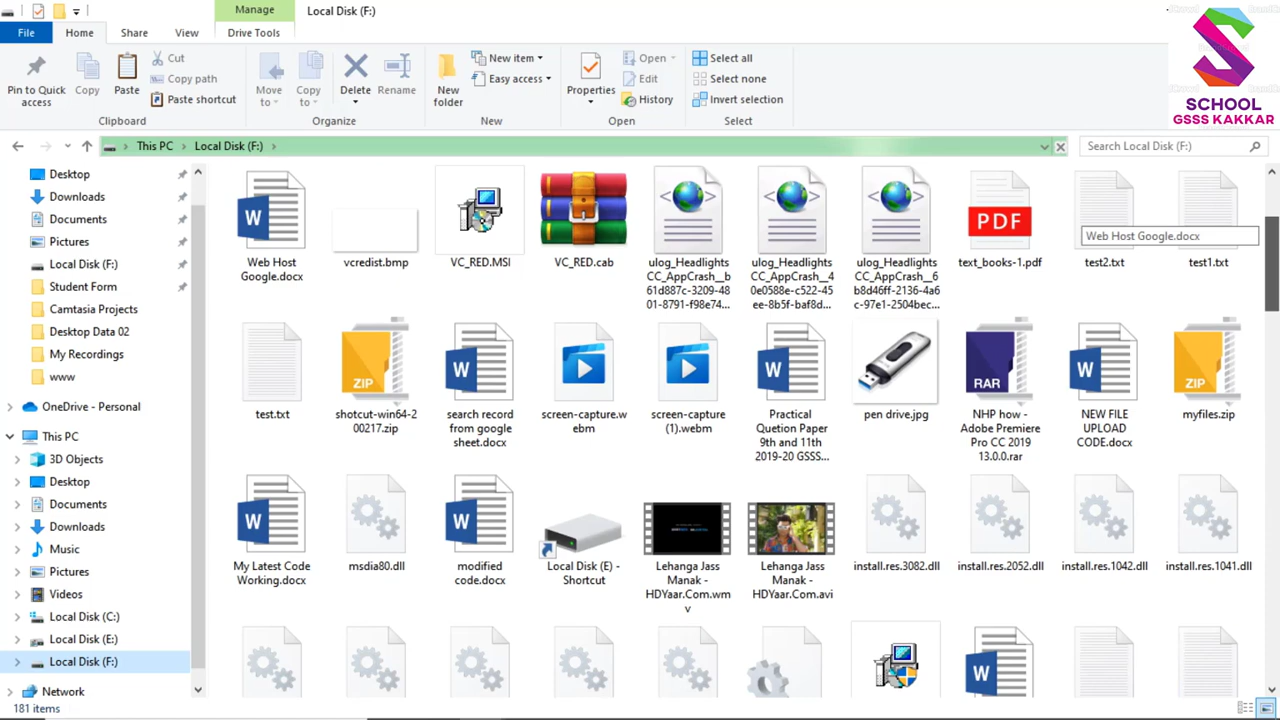 Manage
Local Disk (F:)
File
Home
Share
View
Drive Tools
Pin to Quick
access
Copy
Paste
Cut
Copy path
Paste shortcut
Clipboard
Move
to
Copy
to
Delete
Rename
Organize
New
folder
New item
Easy access
New
Properties
Open
Edit
History
Open
Select all
Select none
Invert selection
Select
SCHOOL
GSSS KAKKAR
This PC
Local Disk (F:)
Search Local Disk (F:)
Desktop
Downloads
Documents
Pictures
Local Disk (F:)
Student Form
Camtasia Projects
Desktop Data 02
My Recordings
www
OneDrive - Personal
This PC
3D Objects
Desktop
Documents
Downloads
Music
Pictures
Videos
Local Disk (C:)
Local Disk (E:)
Local Disk (F:)
Network
181 items
Web Host
Google.docx
vcredist.bmp
VC_RED.MSI
VC_RED.cab
ulog_Headlights
CC_AppCrash__b
61d887c-3209-48
01-8791-f98e74...
ulog_Headlights
CC_AppCrash__4
0e0588e-c522-45
ee-8b5f-baf8d...
ulog_Headlights
CC_AppCrash__6
b8d46ff-2136-4a6
c-97e1-2504bec...
PDF
text_books-1.pdf
Web Host Google.docx
test2.txt
test1.txt
test.txt
ZIP
shotcut-win64-2
00217.zip
search record
from google
sheet.docx
screen-capture.w
ebm
screen-capture
(1).webm
Practical
Quetion Paper
9th and 11th
2019-20 GSSS...
pen drive.jpg
RAR
NHP how -
Adobe Premiere
Pro CC 2019
13.0.0.rar
NEW FILE
UPLOAD
CODE.docx
ZIP
myfiles.zip
My Latest Code
Working.docx
msdia80.dll
modified
code.docx
Local Disk (E) -
Shortcut
Lehanga Jass
Manak -
HDYaar.Com.wm
v
Lehanga Jass
Manak -
HDYaar.Com.avi
install.res.3082.dll
install.res.2052.dll
install.res.1042.dll
install.res.1041.dll